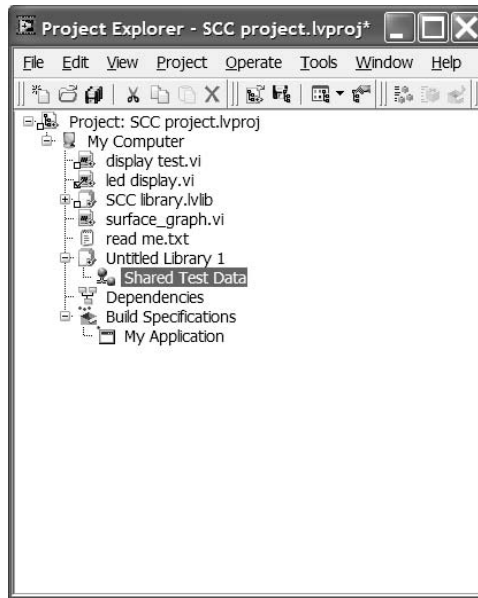 Project Explorer - SCC project.lvproj*
File Edit View Project Operate Tools Window Help
Project: SCC project.lvproj
My Computer
display test.vi
led display.vi
SCC library.lvlib
surface_graph.vi
read me.txt
Untitled Library 1
Shared Test Data
Dependencies
Build Specifications
My Application